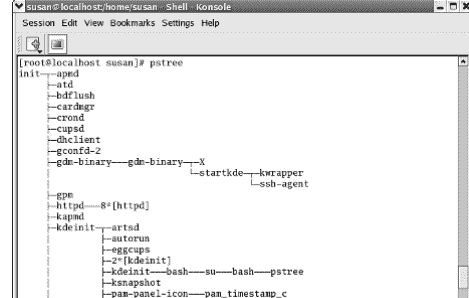 susan@localhost:/home/susan - Shell - Konsole
Session Edit View Bookmarks Settings Help
[root@localhost susan]# pstree
init-+-apmd
     |-atd
     |-bdflush
     |-cardmgr
     |-crond
     |-cupsd
     |-dhclient
     |-gconfd-2
     |-gdm-binary---gdm-binary-+-X
     |                         `-startkde-+-kwrapper
     |                                    `-ssh-agent
     |-gpm
     |-httpd---8*[httpd]
     |-kapmd
     |-kdeinit-+-artsd
     |         |-autorun
     |         |-eggcups
     |         |-2*[kdeinit]
     |         |-kdeinit---bash---su---bash---pstree
     |         |-ksnapshot
     |         |-pam-panel-icon---pam_timestamp_c